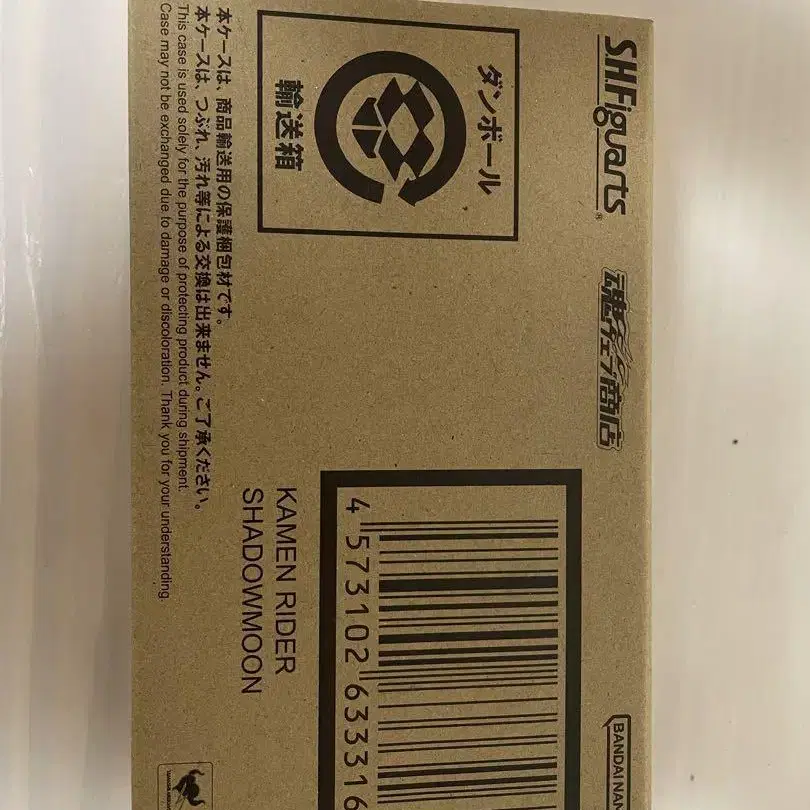 S.H.Figuarts®
魂ウェブ商店
ダンボール
輸送箱
本ケースは、商品輸送用の保護梱包材です。
本ケースは、つぶれ、汚れ等による交換は出来ません。ご了承ください。
This case is used solely for the purpose of protecting product during shipment.
Case may not be exchanged due to damage or discoloration. Thank you for your understanding.
KAMEN RIDER
SHADOWMOON
4 573102 633316
BANDAI NAM